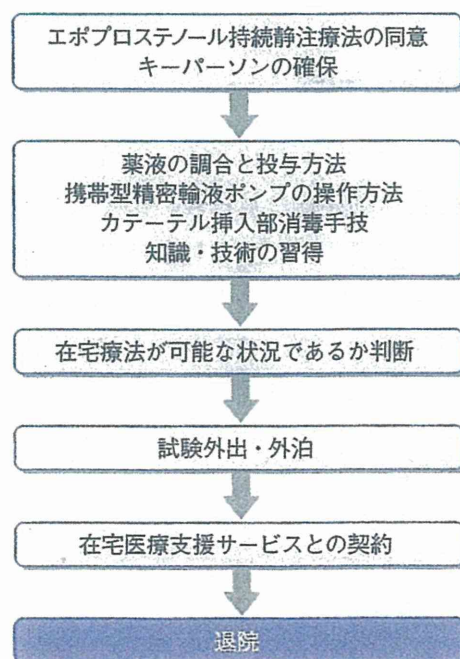 エポプロステノール持続静注療法の同意
キーパーソンの確保
薬液の調合と投与方法
携帯型精密輸液ポンプの操作方法
カテーテル挿入部消毒手技
知識・技術の習得
在宅療法が可能な状況であるか判断
試験外出・外泊
在宅医療支援サービスとの契約
退院